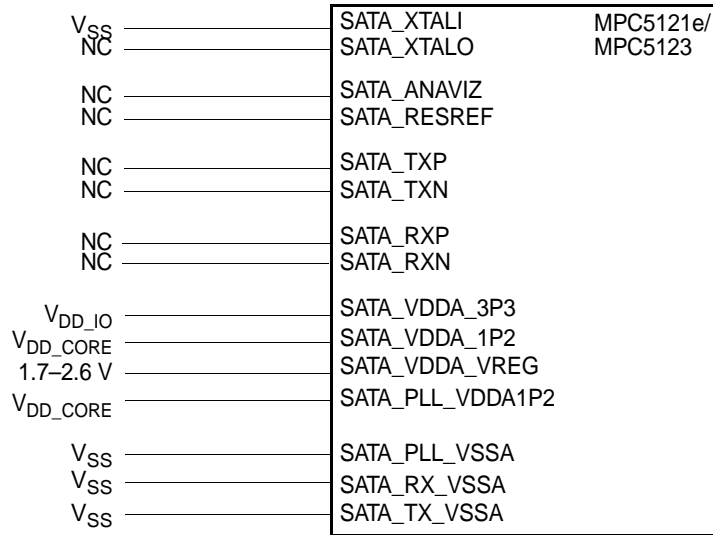 V_SS SATA_XTALI MPC5121e/
NC SATA_XTALO MPC5123
NC SATA_ANAVIZ
NC SATA_RESREF
NC SATA_TXP
NC SATA_TXN
NC SATA_RXP
NC SATA_RXN
V_DD_IO SATA_VDDA_3P3
V_DD_CORE SATA_VDDA_1P2
1.7–2.6 V SATA_VDDA_VREG
V_DD_CORE SATA_PLL_VDDA1P2
V_SS SATA_PLL_VSSA
V_SS SATA_RX_VSSA
V_SS SATA_TX_VSSA